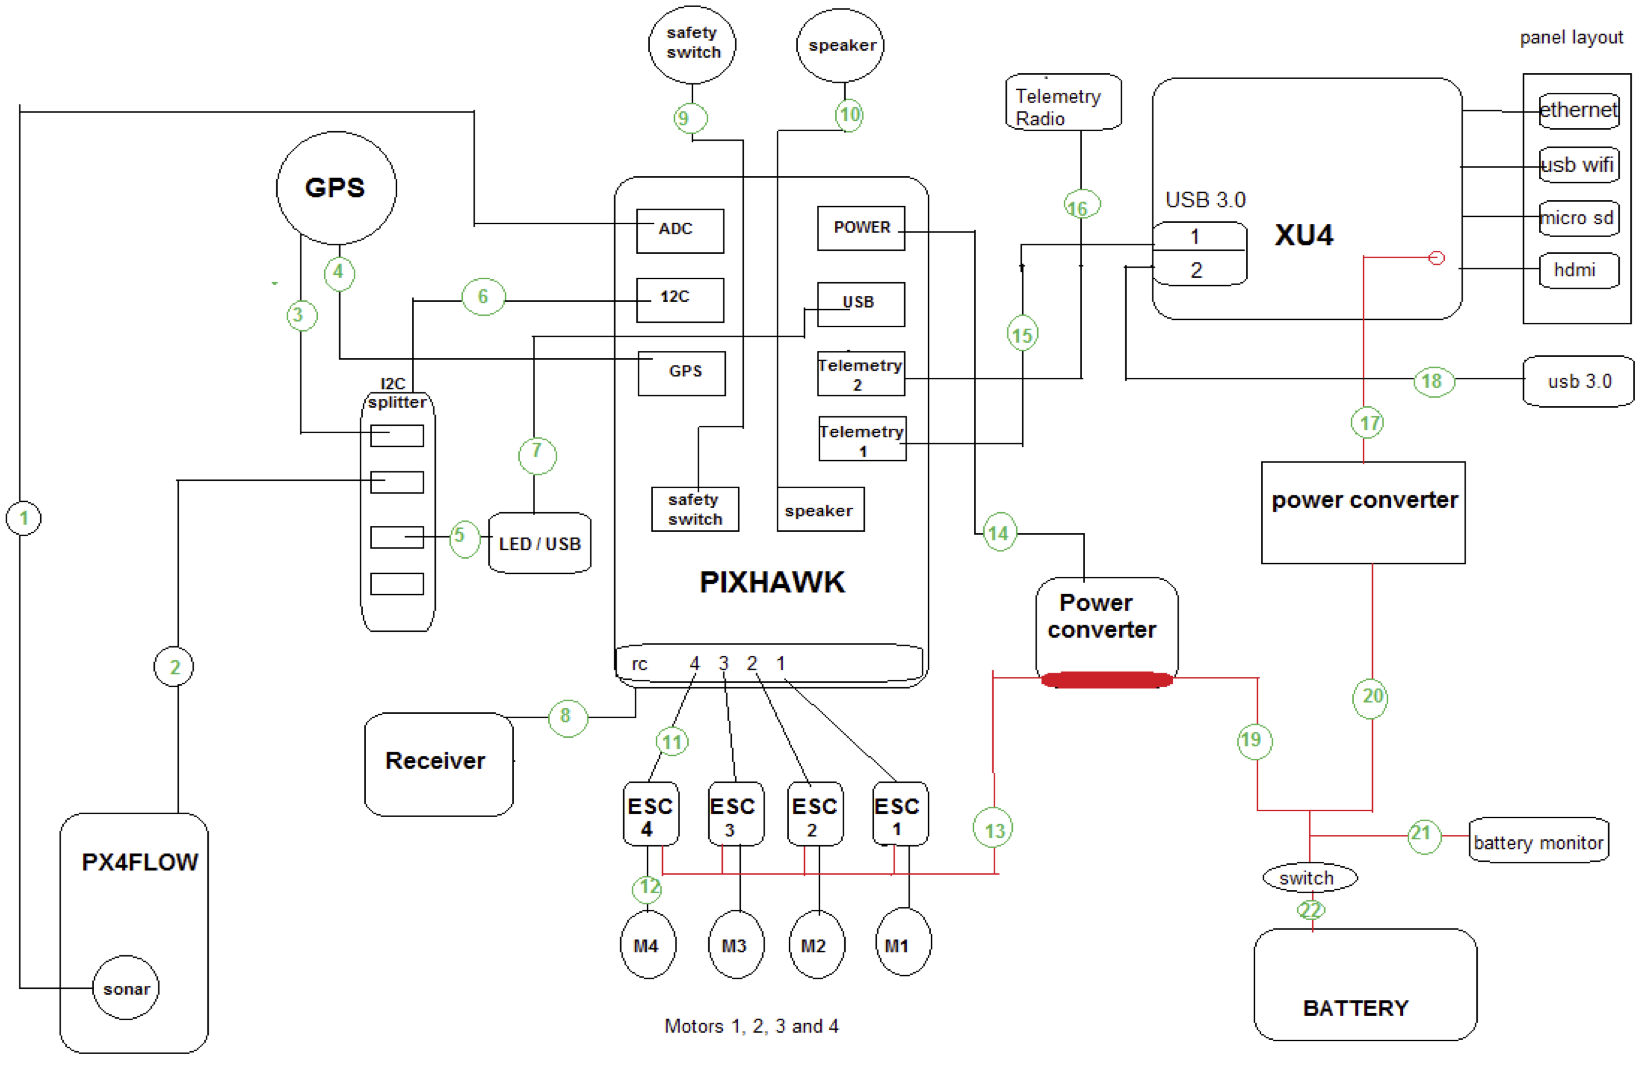 safety
switch
speaker
panel layout
9
10
Telemetry
Radio
ethernet
usb wifi
micro sd
hdmi
GPS
4
3
6
ADC
12C
GPS
POWER
USB
Telemetry
2
Telemetry
1
16
15
USB 3.0
1
2
XU4
18
usb 3.0
17
I2C
splitter
7
5
LED / USB
safety
switch
speaker
PIXHAWK
14
power converter
Power
converter
1
2
rc 4 3 2 1
8
Receiver
11
ESC
4
ESC
3
ESC
2
ESC
1
13
19
20
21
battery monitor
switch
22
PX4FLOW
sonar
12
M4
M3
M2
M1
BATTERY
Motors 1, 2, 3 and 4